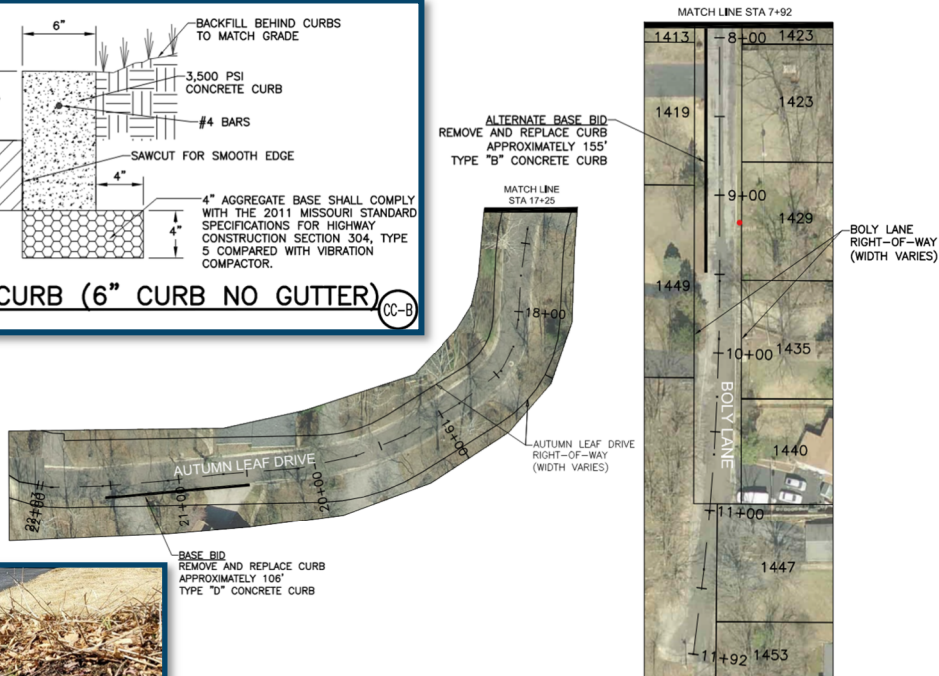 6"
BACKFILL BEHIND CURBS
TO MATCH GRADE
3,500 PSI
CONCRETE CURB
#4 BARS
SAWCUT FOR SMOOTH EDGE
4"
4"
4" AGGREGATE BASE SHALL COMPLY
WITH THE 2011 MISSOURI STANDARD
SPECIFICATIONS FOR HIGHWAY
CONSTRUCTION SECTION 304, TYPE
5 COMPARED WITH VIBRATION
COMPACTOR.
CURB (6" CURB NO GUTTER)
CC-B
MATCH LINE
STA 17+25
18+00
19+00
20+00
21+00
22+00
AUTUMN LEAF DRIVE
AUTUMN LEAF DRIVE
RIGHT-OF-WAY
(WIDTH VARIES)
BASE BID
REMOVE AND REPLACE CURB
APPROXIMATELY 106'
TYPE "D" CONCRETE CURB
MATCH LINE STA 7+92
1413
8+00
1423
1419
1423
ALTERNATE BASE BID
REMOVE AND REPLACE CURB
APPROXIMATELY 155'
TYPE "B" CONCRETE CURB
9+00
1429
BOLY LANE
RIGHT-OF-WAY
(WIDTH VARIES)
1449
10+00
1435
BOLY LANE
1440
11+00
1447
11+92
1453